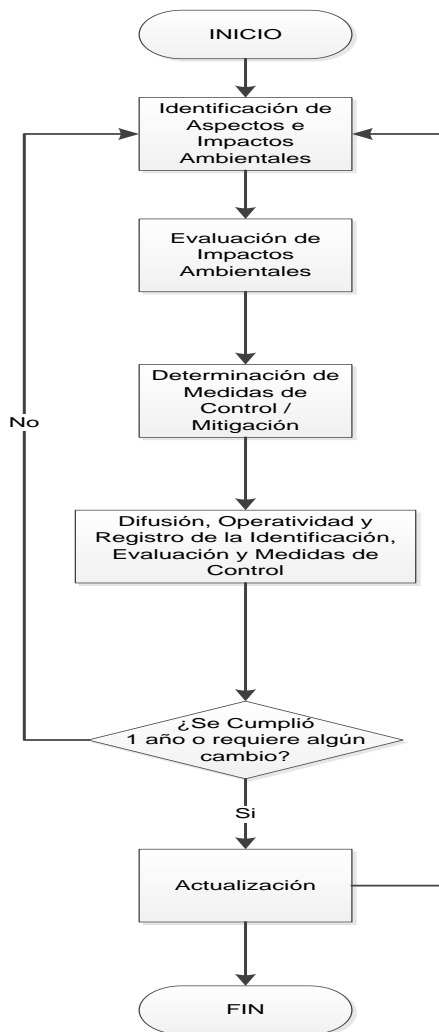 INICIO
Identificación de
Aspectos e
Impactos
Ambientales
Evaluación de
Impactos
Ambientales
Determinación de
Medidas de
Control /
Mitigación
No
Difusión, Operatividad y
Registro de la Identificación,
Evaluación y Medidas de
Control
¿Se Cumplió
1 año o requiere algún
cambio?
Si
Actualización
FIN